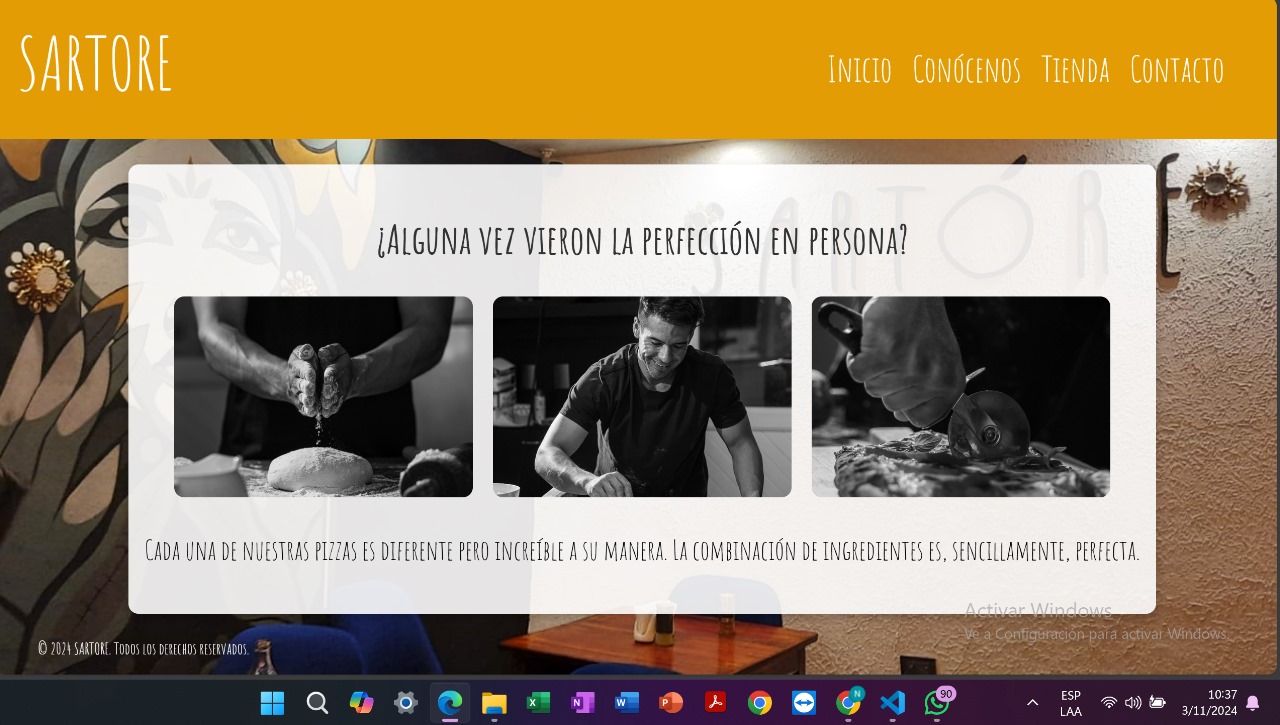 SARTORE
Inicio Conócenos Tienda Contacto
SARTÓRE
¿Alguna vez vieron la perfección en persona?
Cada una de nuestras pizzas es diferente pero increíble a su manera. La combinación de ingredientes es, sencillamente, perfecta.
Activar Windows
Ve a Configuración para activar Windows.
© 2024 SARTORE. Todos los derechos reservados.
90
N
ESP
LAA
10:37
3/11/2024